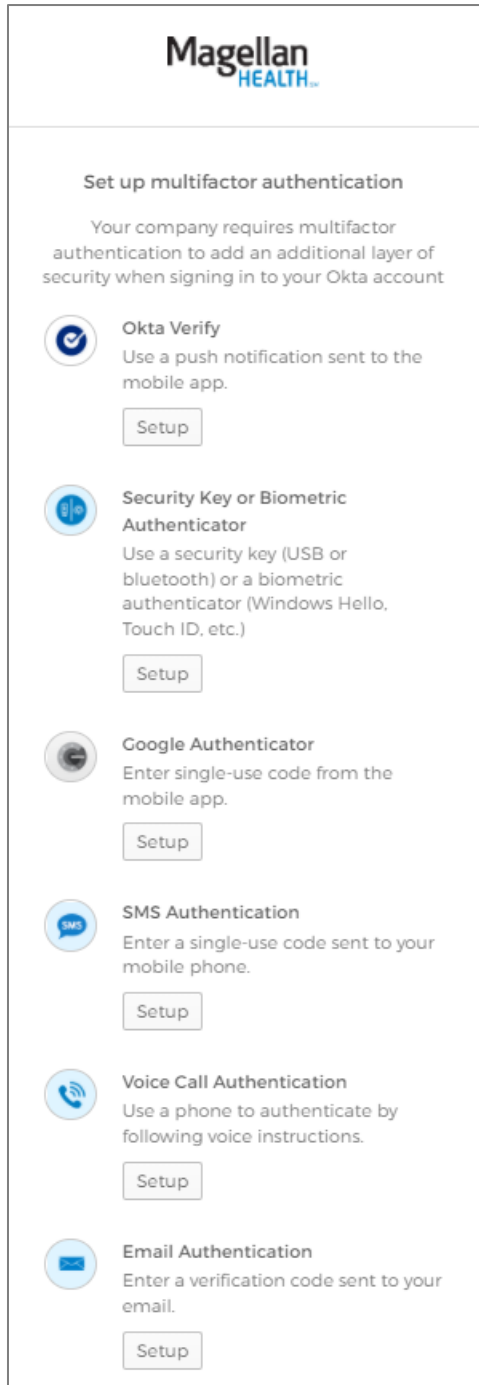 Magellan
HEALTH℠
Set up multifactor authentication
Your company requires multifactor
authentication to add an additional layer of
security when signing in to your Okta account
Okta Verify
Use a push notification sent to the
mobile app.
Setup
Security Key or Biometric
Authenticator
Use a security key (USB or
bluetooth) or a biometric
authenticator (Windows Hello,
Touch ID, etc.)
Setup
Google Authenticator
Enter single-use code from the
mobile app.
Setup
SMS
SMS Authentication
Enter a single-use code sent to your
mobile phone.
Setup
Voice Call Authentication
Use a phone to authenticate by
following voice instructions.
Setup
Email Authentication
Enter a verification code sent to your
email.
Setup